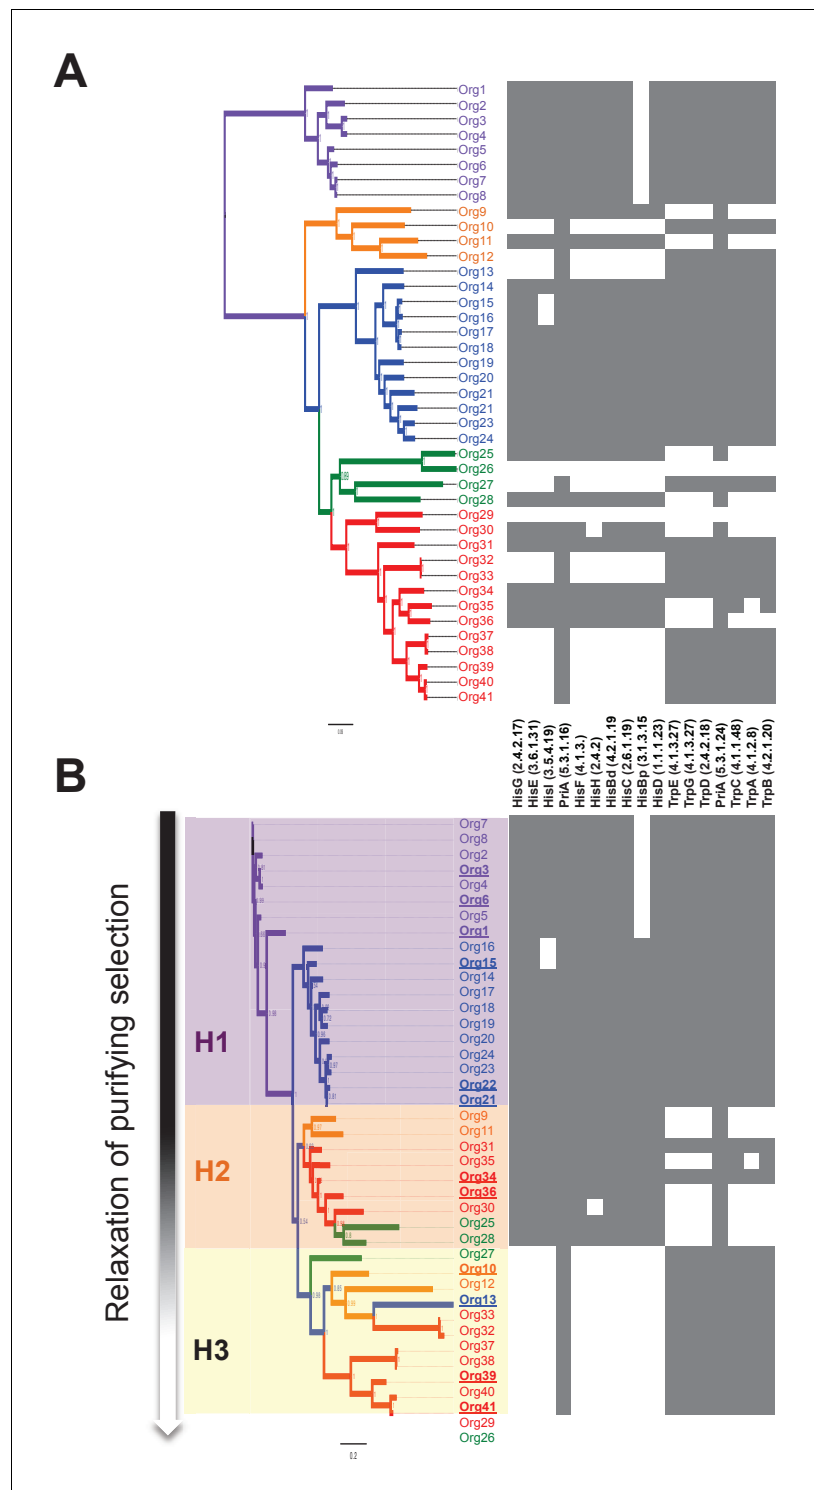 A
Org1
Org2
Org3
Org4
Org5
Org6
Org7
Org8
Org9
Org10
Org11
Org12
Org13
Org14
Org15
Org16
Org17
Org18
Org19
Org20
Org21
Org21
Org23
Org24
Org25
Org26
Org27
Org28
Org29
Org30
Org31
Org32
Org33
Org34
Org35
Org36
Org37
Org38
Org39
Org40
Org41
HisG (2.4.2.17)
HisE (3.6.1.31)
HisI (3.5.4.19)
PriA (5.3.1.16)
HisF (4.1.3.)
HisH (2.4.2)
HisBd (4.2.1.19
HisC (2.6.1.19)
HisBp (3.1.3.15
HisD (1.1.1.23)
TrpE (4.1.3.27)
TrpG (4.1.3.27)
TrpD (2.4.2.18)
PriA (5.3.1.24)
TrpC (4.1.1.48)
TrpA (4.1.2.8)
TrpB (4.2.1.20)
B
Relaxation of purifying selection
H1
H2
H3
Org7
Org8
Org2
Org3
Org4
Org6
Org5
Org1
Org16
Org15
Org14
Org17
Org18
Org19
Org20
Org24
Org23
Org22
Org21
Org9
Org11
Org31
Org35
Org34
Org36
Org30
Org25
Org28
Org27
Org10
Org12
Org13
Org33
Org32
Org37
Org38
Org39
Org40
Org41
Org29
Org26
0.2